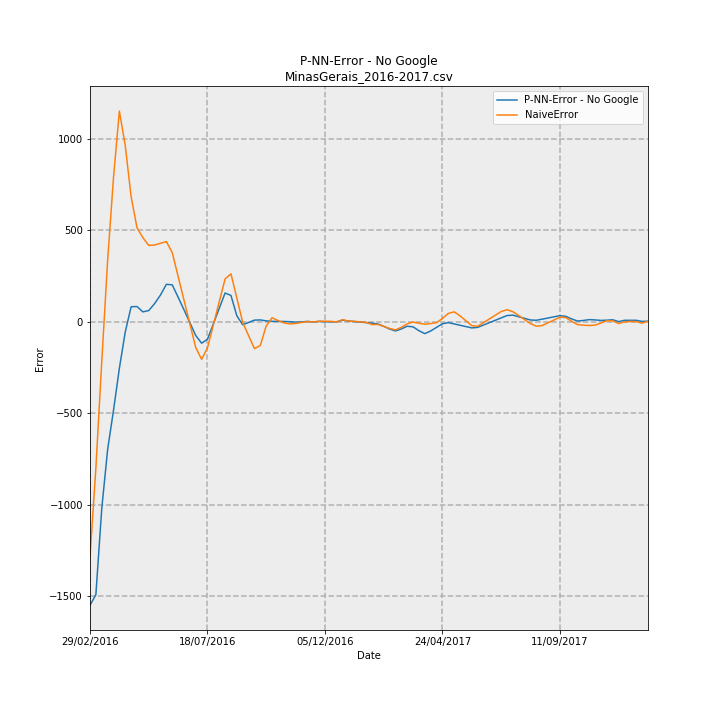 P-NN-Error - No Google
MinasGerais_2016-2017.csv
P-NN-Error - No Google
NaiveError
1000
500
0
−500
−1000
−1500
Error
29/02/2016
18/07/2016
05/12/2016
24/04/2017
11/09/2017
Date